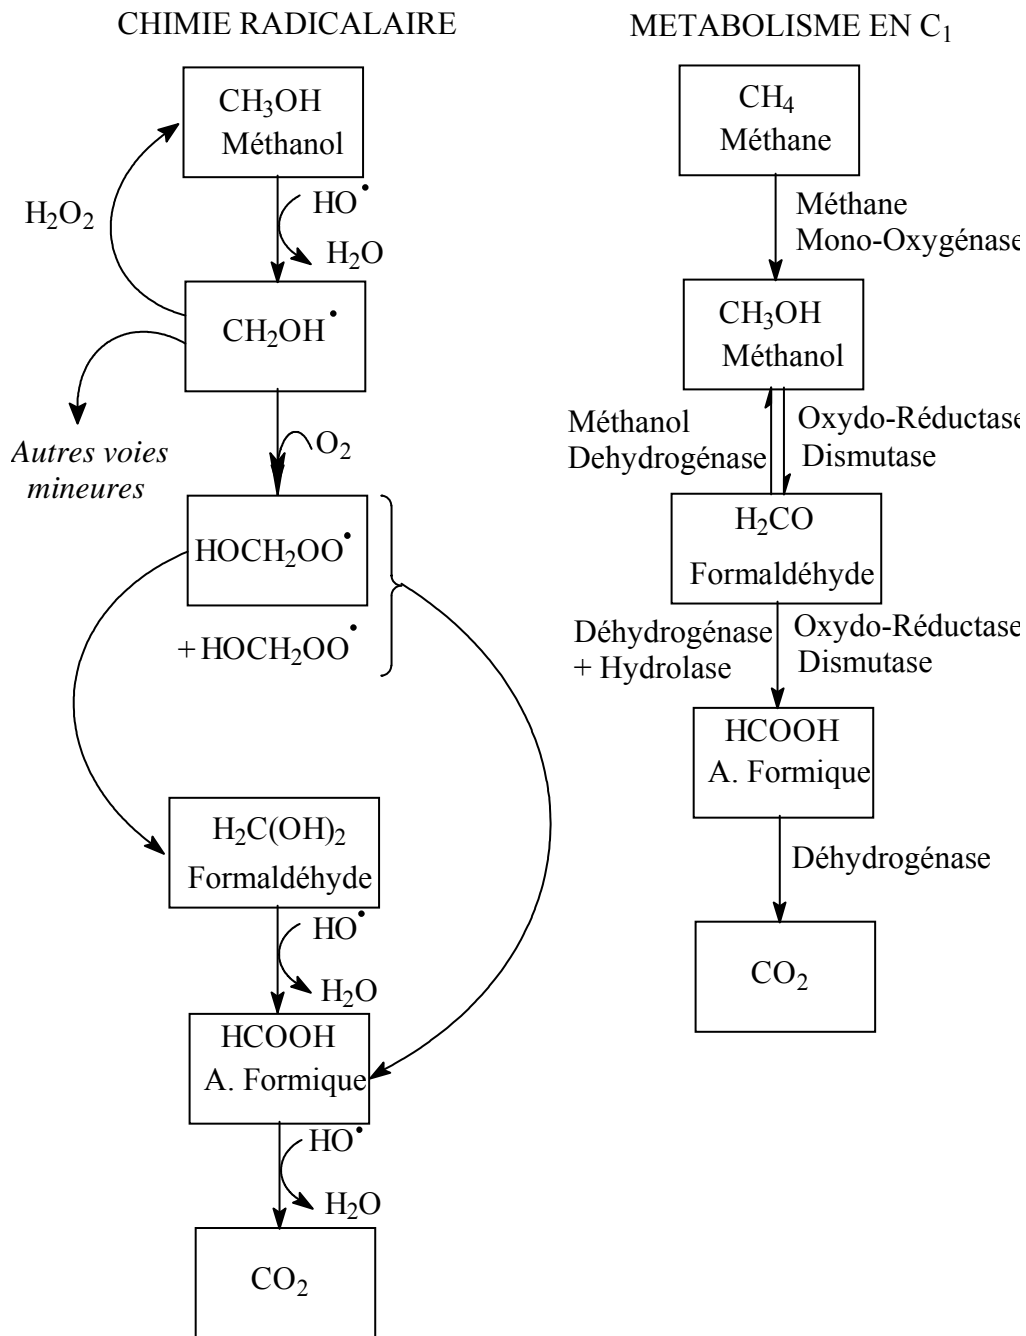 CHIMIE RADICALAIRE
CH₃OH
Méthanol
HO•
H₂O
H₂O₂
CH₂OH•
Autres voies
mineures
O₂
HOCH₂OO•
+ HOCH₂OO•
H₂C(OH)₂
Formaldéhyde
HO•
H₂O
HCOOH
A. Formique
HO•
H₂O
CO₂
METABOLISME EN C₁
CH₄
Méthane
Méthane
Mono-Oxygénase
CH₃OH
Méthanol
Méthanol
Dehydrogénase
Oxydo-Réductase
Dismutase
H₂CO
Formaldéhyde
Déhydrogénase
+ Hydrolase
Oxydo-Réductase
Dismutase
HCOOH
A. Formique
Déhydrogénase
CO₂